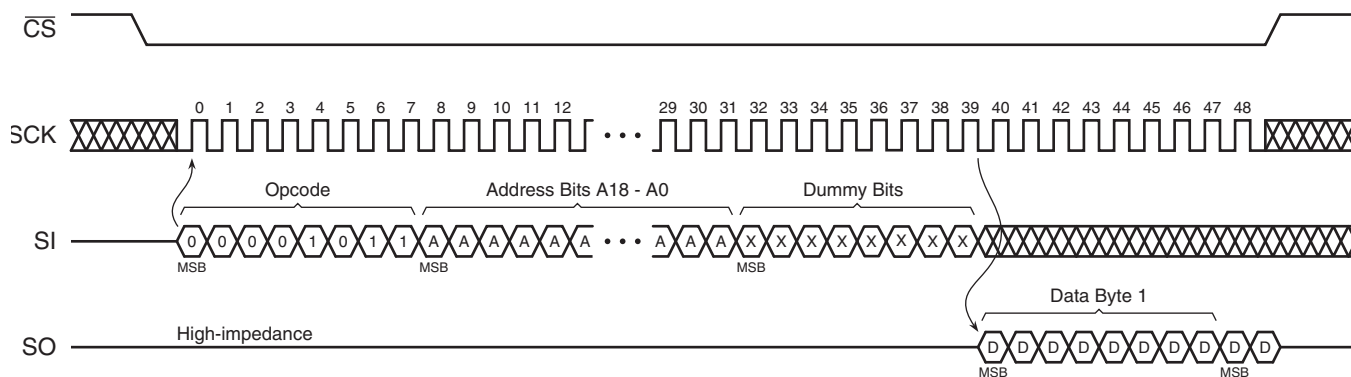 CS
0 1 2 3 4 5 6 7 8 9 10 11 12 29 30 31 32 33 34 35 36 37 38 39 40 41 42 43 44 45 46 47 48
SCK • • •
Opcode Address Bits A18 - A0 Dummy Bits
SI 0 0 0 0 1 0 1 1 A A A A A A • • • A A A X X X X X X X X
MSB MSB MSB
Data Byte 1
High-impedance
SO D D D D D D D D D D
MSB MSB